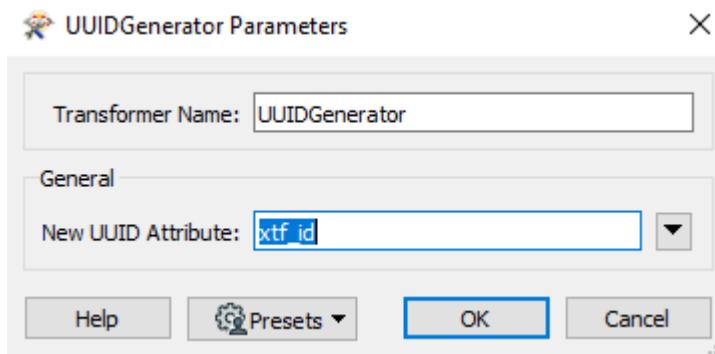 UUIDGenerator Parameters
Transformer Name: UUIDGenerator
General
New UUID Attribute: xtf_id
Help Presets OK Cancel